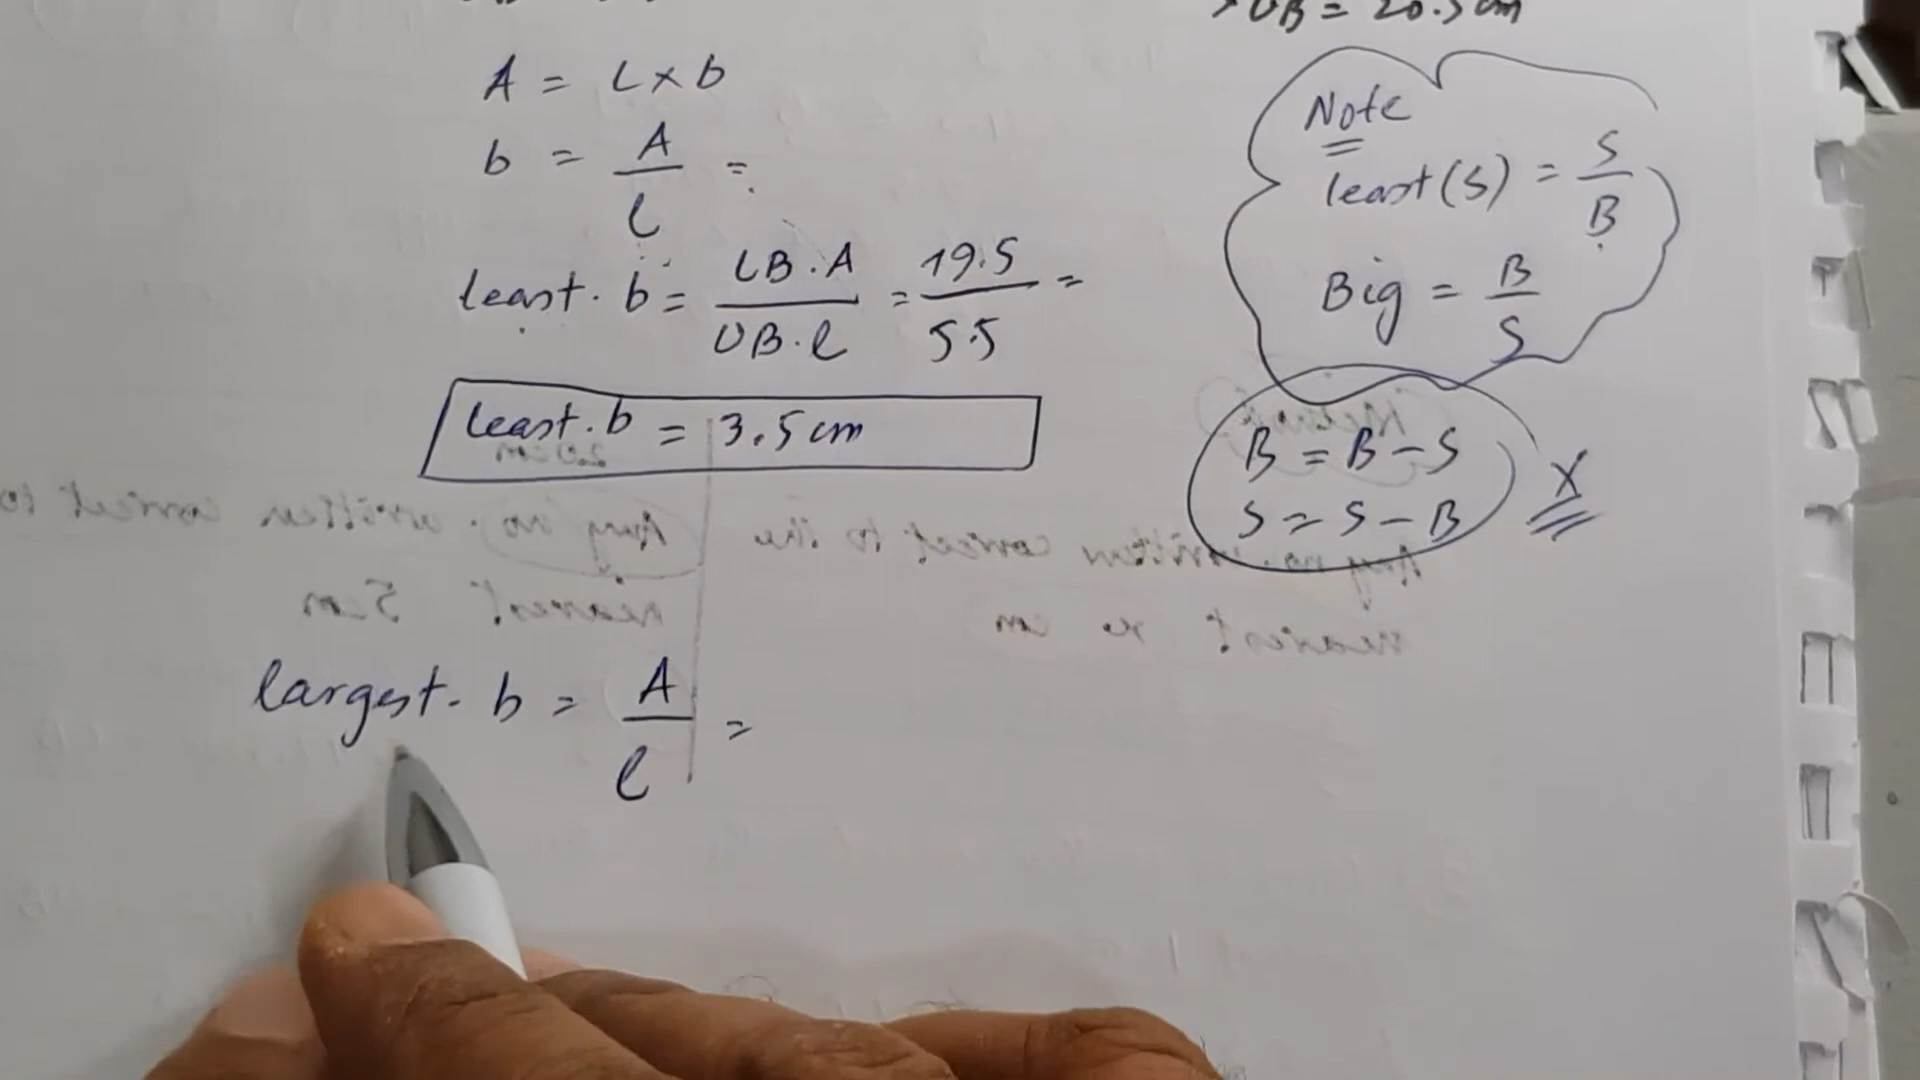 UB = 20.5 cm
A = L x b
b = A/l =
least. b = LB.A/UB.l = 19.5/5.5 =
least. b = 3.5 cm
largest. b = A/l =
Note
least (S) = S/B
Big = B/S
B = B - S
S = S - B
X